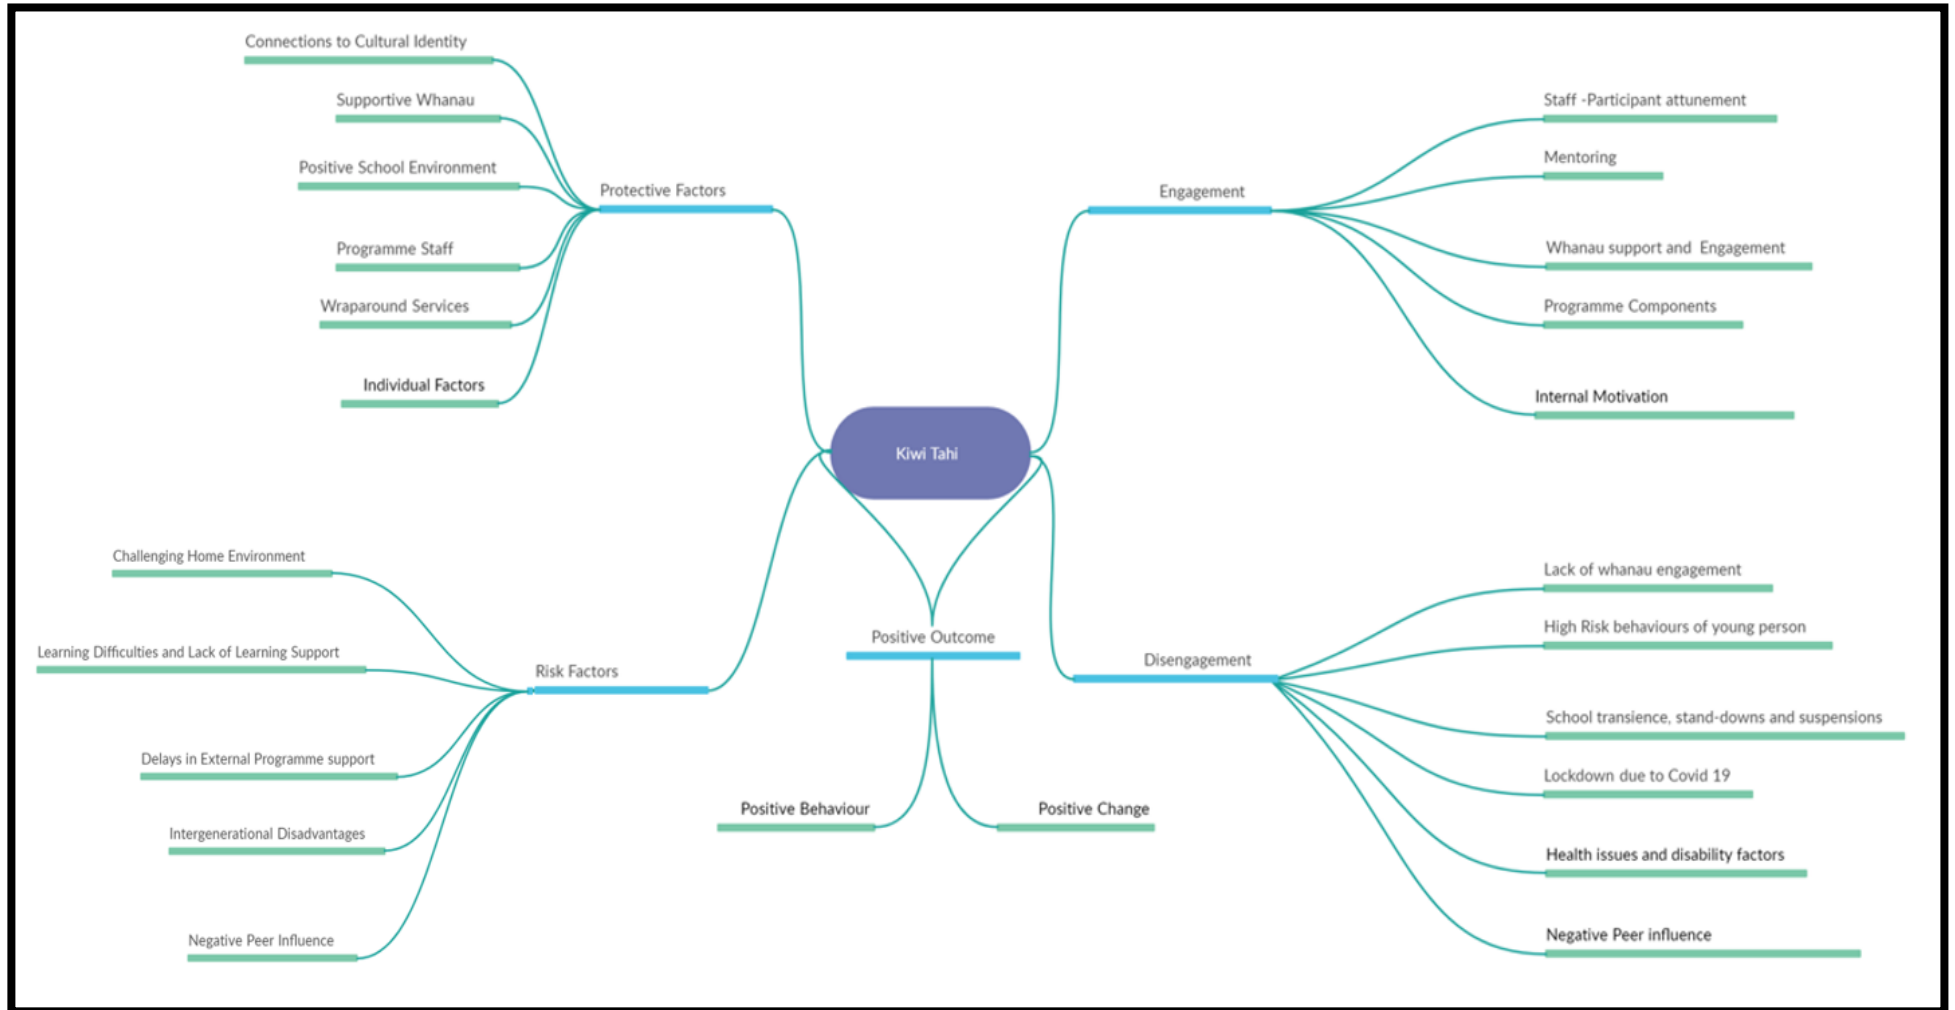 Connections to Cultural Identity
Supportive Whanau
Positive School Environment
Protective Factors
Programme Staff
Wraparound Services
Individual Factors
Engagement
Staff -Participant attunement
Mentoring
Whanau support and  Engagement
Programme Components
Internal Motivation
Kiwi Tahi
Challenging Home Environment
Learning Difficulties and Lack of Learning Support
Risk Factors
Delays in External Programme support
Intergenerational Disadvantages
Negative Peer Influence
Positive Outcome
Positive Behaviour
Positive Change
Disengagement
Lack of whanau engagement
High Risk behaviours of young person
School transience, stand-downs and suspensions
Lockdown due to Covid 19
Health issues and disability factors
Negative Peer influence